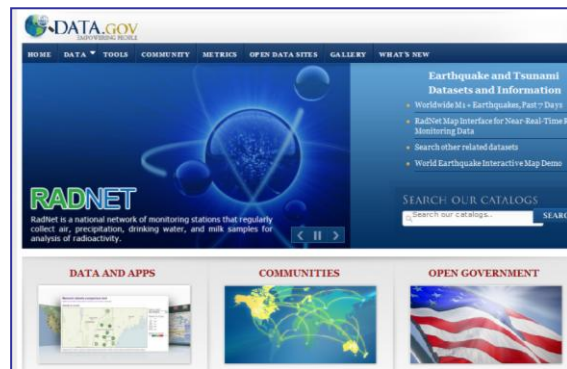 DATA.GOV
EMPOWERING PEOPLE
HOME DATA TOOLS COMMUNITY METRICS OPEN DATA SITES GALLERY WHAT'S NEW
Earthquake and Tsunami
Datasets and Information
Worldwide M1+ Earthquakes, Past 7 Days
RadNet Map Interface for Near-Real-Time
Monitoring Data
Search other related datasets
World Earthquake Interactive Map Demo
RADNET
RadNet is a national network of monitoring stations that regularly
collect air, precipitation, drinking water, and milk samples for
analysis of radioactivity.
SEARCH OUR CATALOGS
Search our catalogs..
DATA AND APPS COMMUNITIES OPEN GOVERNMENT